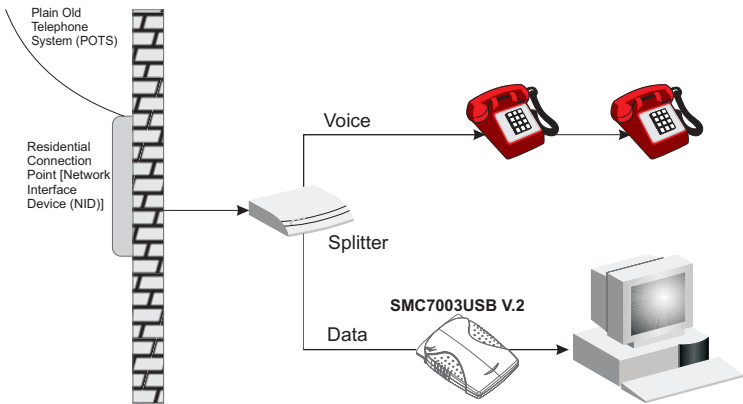 Plain Old
Telephone
System (POTS)
Residential
Connection
Point [Network
Interface
Device (NID)]
Voice
Splitter
SMC7003USB V.2
Data